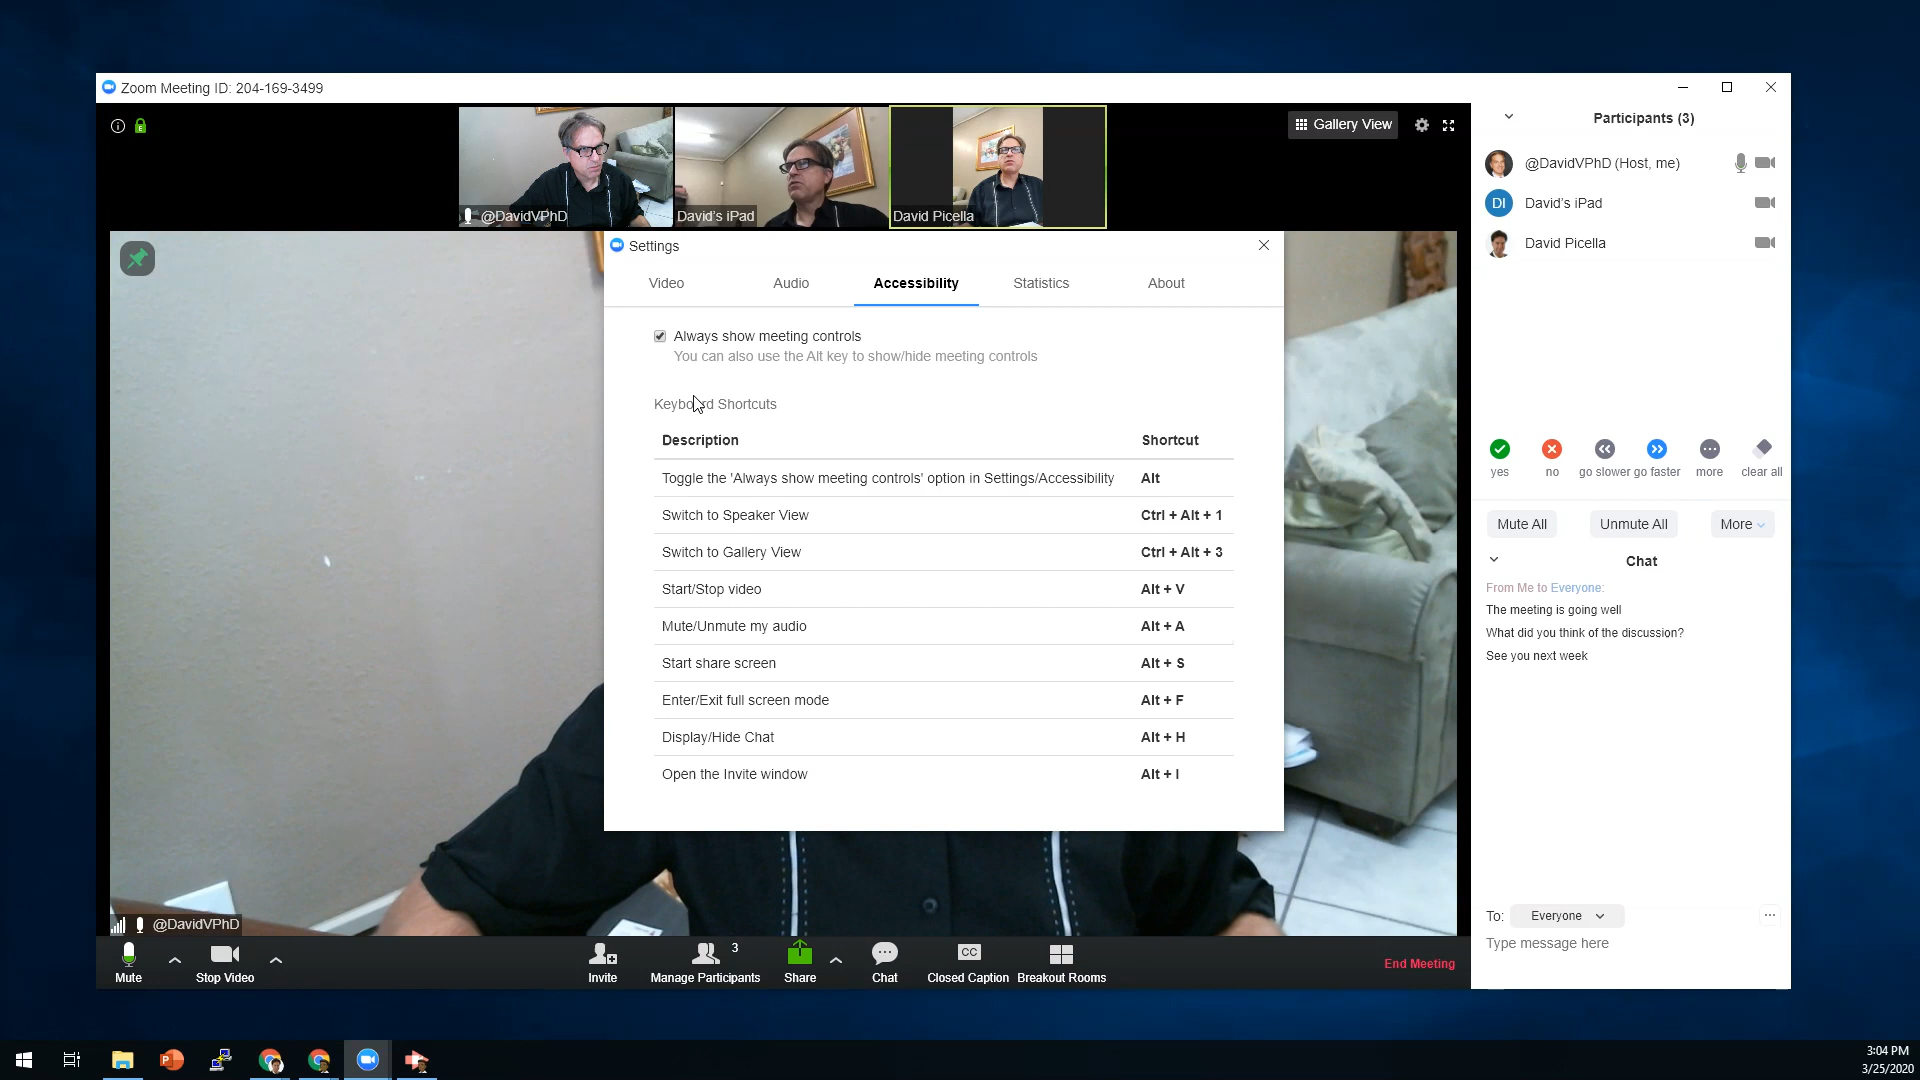 Zoom Meeting ID: 204-169-3499
@DavidVPhD
David's iPad
David Picella
Gallery View
Settings
Video
Audio
Accessibility
Statistics
About
Always show meeting controls
You can also use the Alt key to show/hide meeting controls
Keyboard Shortcuts
Description Shortcut
Toggle the 'Always show meeting controls' option in Settings/Accessibility Alt
Switch to Speaker View Ctrl + Alt + 1
Switch to Gallery View Ctrl + Alt + 3
Start/Stop video Alt + V
Mute/Unmute my audio Alt + A
Start share screen Alt + S
Enter/Exit full screen mode Alt + F
Display/Hide Chat Alt + H
Open the Invite window Alt + I
@DavidVPhD
Mute
Stop Video
Invite
Manage Participants
3
Share
Chat
CC
Closed Caption
Breakout Rooms
End Meeting
Participants (3)
@DavidVPhD (Host, me)
DI David's iPad
David Picella
yes
no
go slower
go faster
more
clear all
Mute All
Unmute All
More
Chat
From Me to Everyone:
The meeting is going well
What did you think of the discussion?
See you next week
To: Everyone
Type message here
3:04 PM
3/25/2020